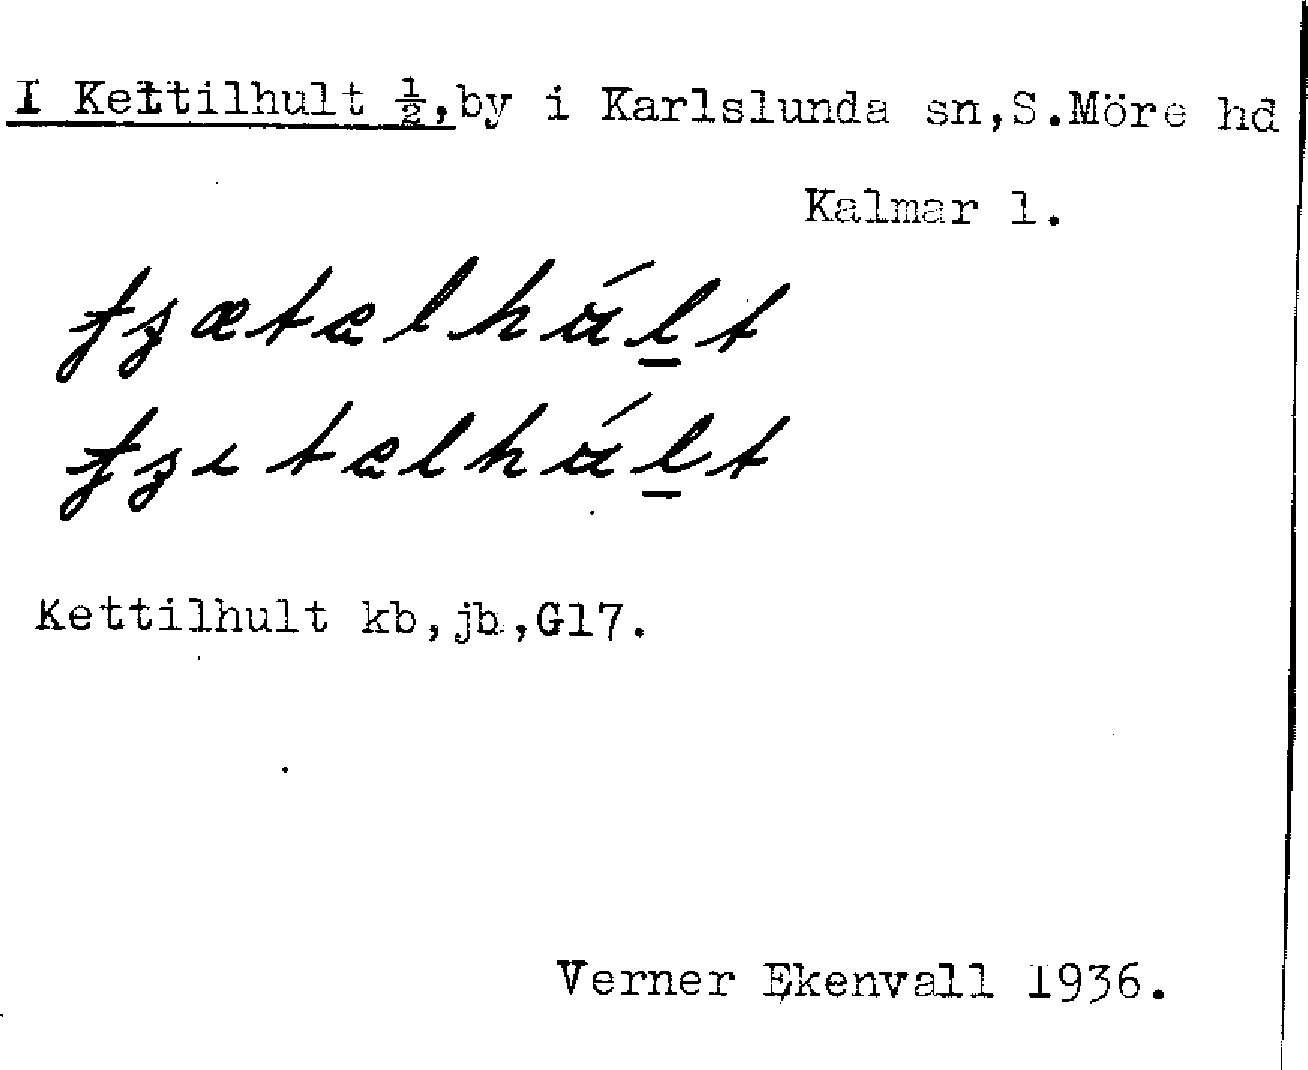 I Kettilhult ½, by i Karlslunda sn, S. Möre hd
Kalmar l.
Kettilhult kb, jb, G17.
Verner Ekenvall 1936.